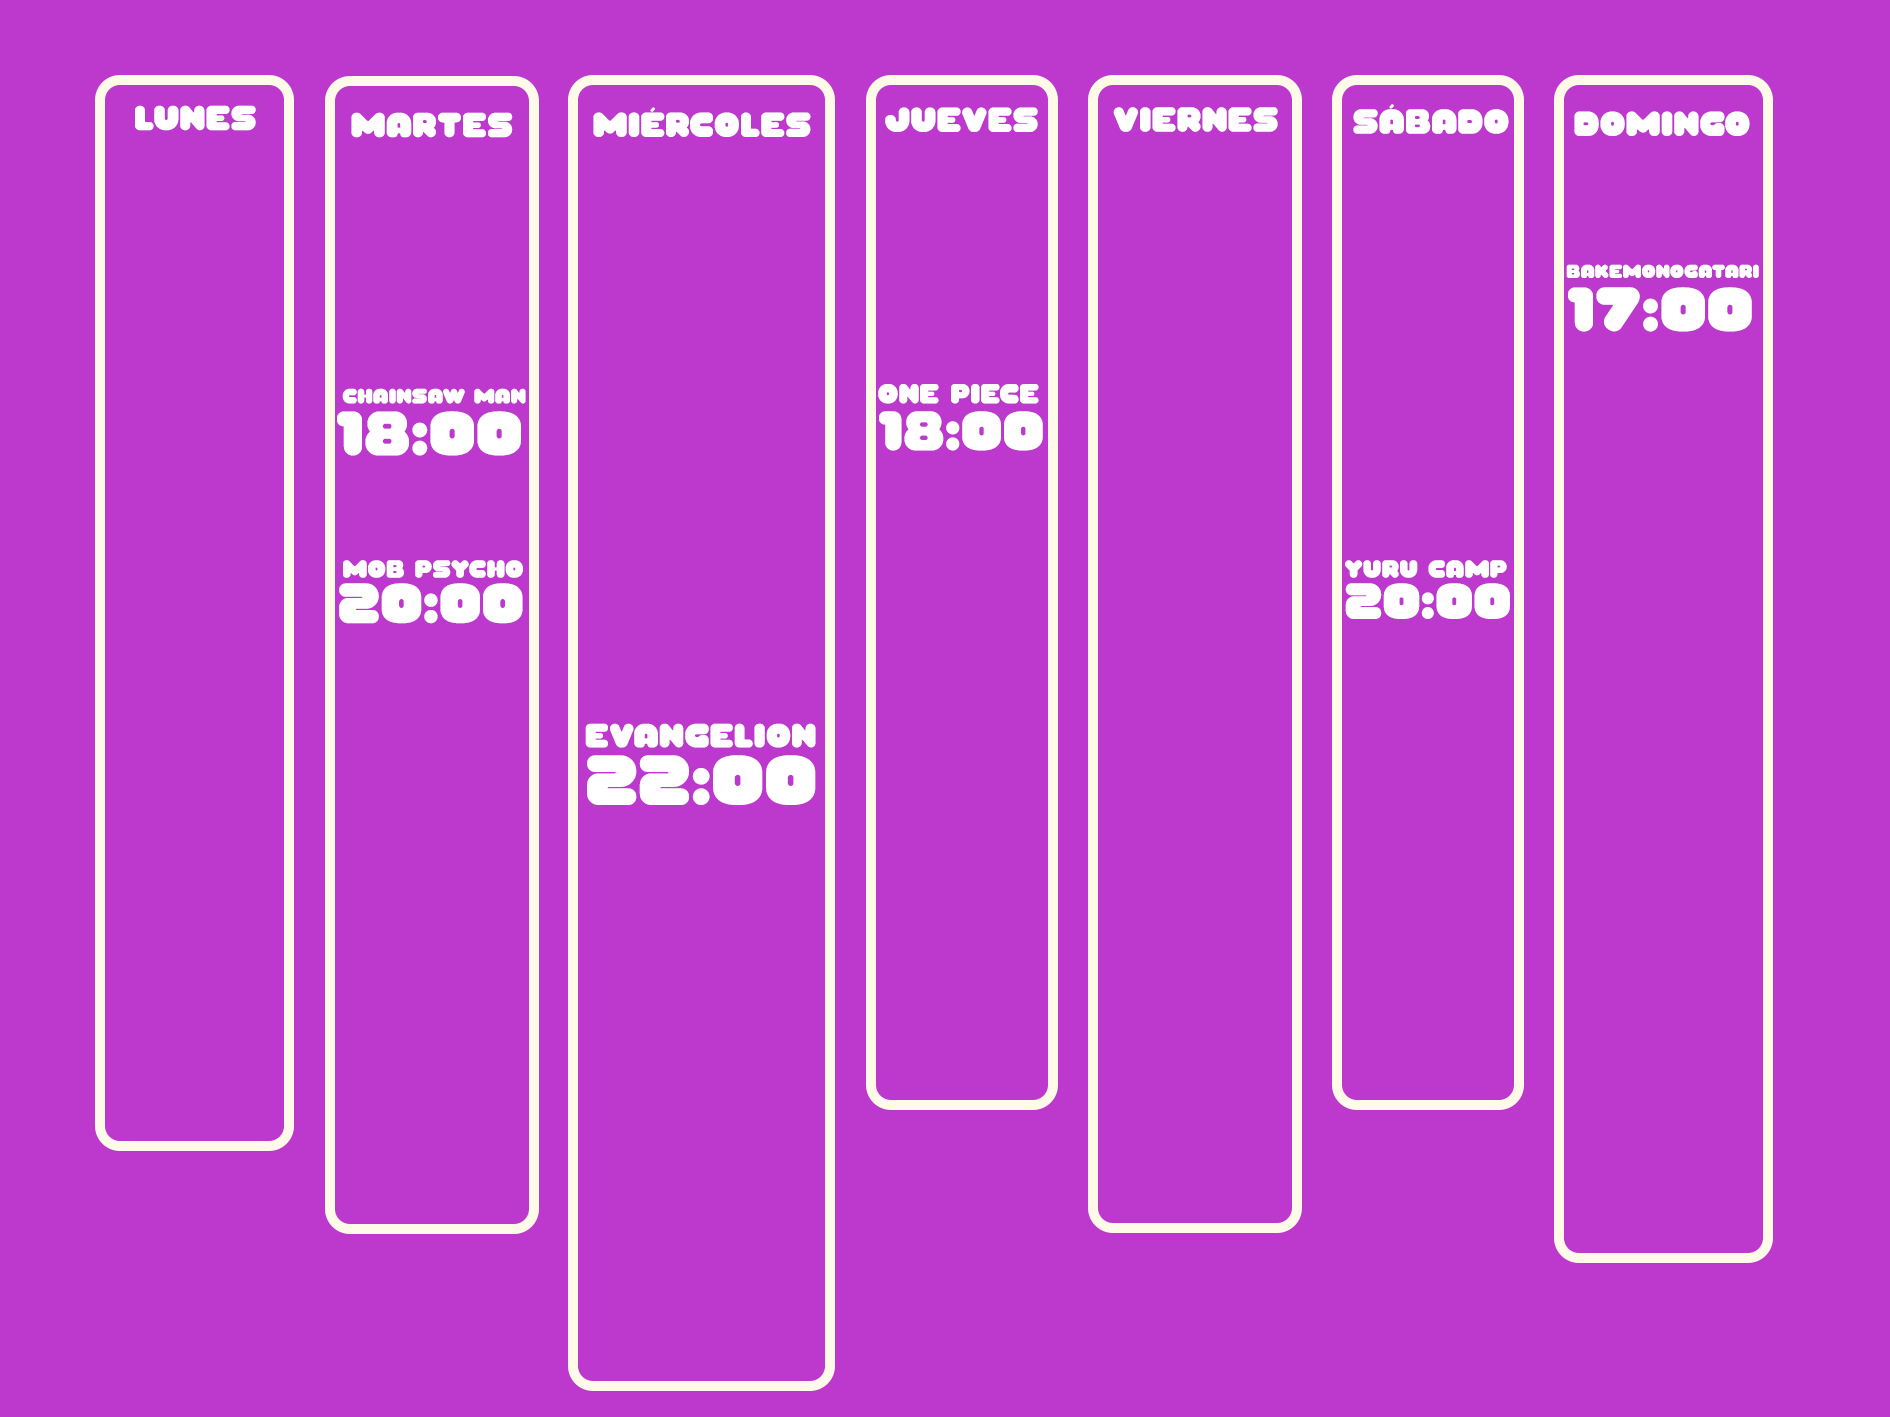 LUNES
MARTES
CHAINSAW MAN
18:00
MOB PSYCHO
20:00
MIÉRCOLES
EVANGELION
22:00
JUEVES
ONE PIECE
18:00
VIERNES
SÁBADO
YURU CAMP
20:00
DOMINGO
BAKEMONOGATARI
17:00